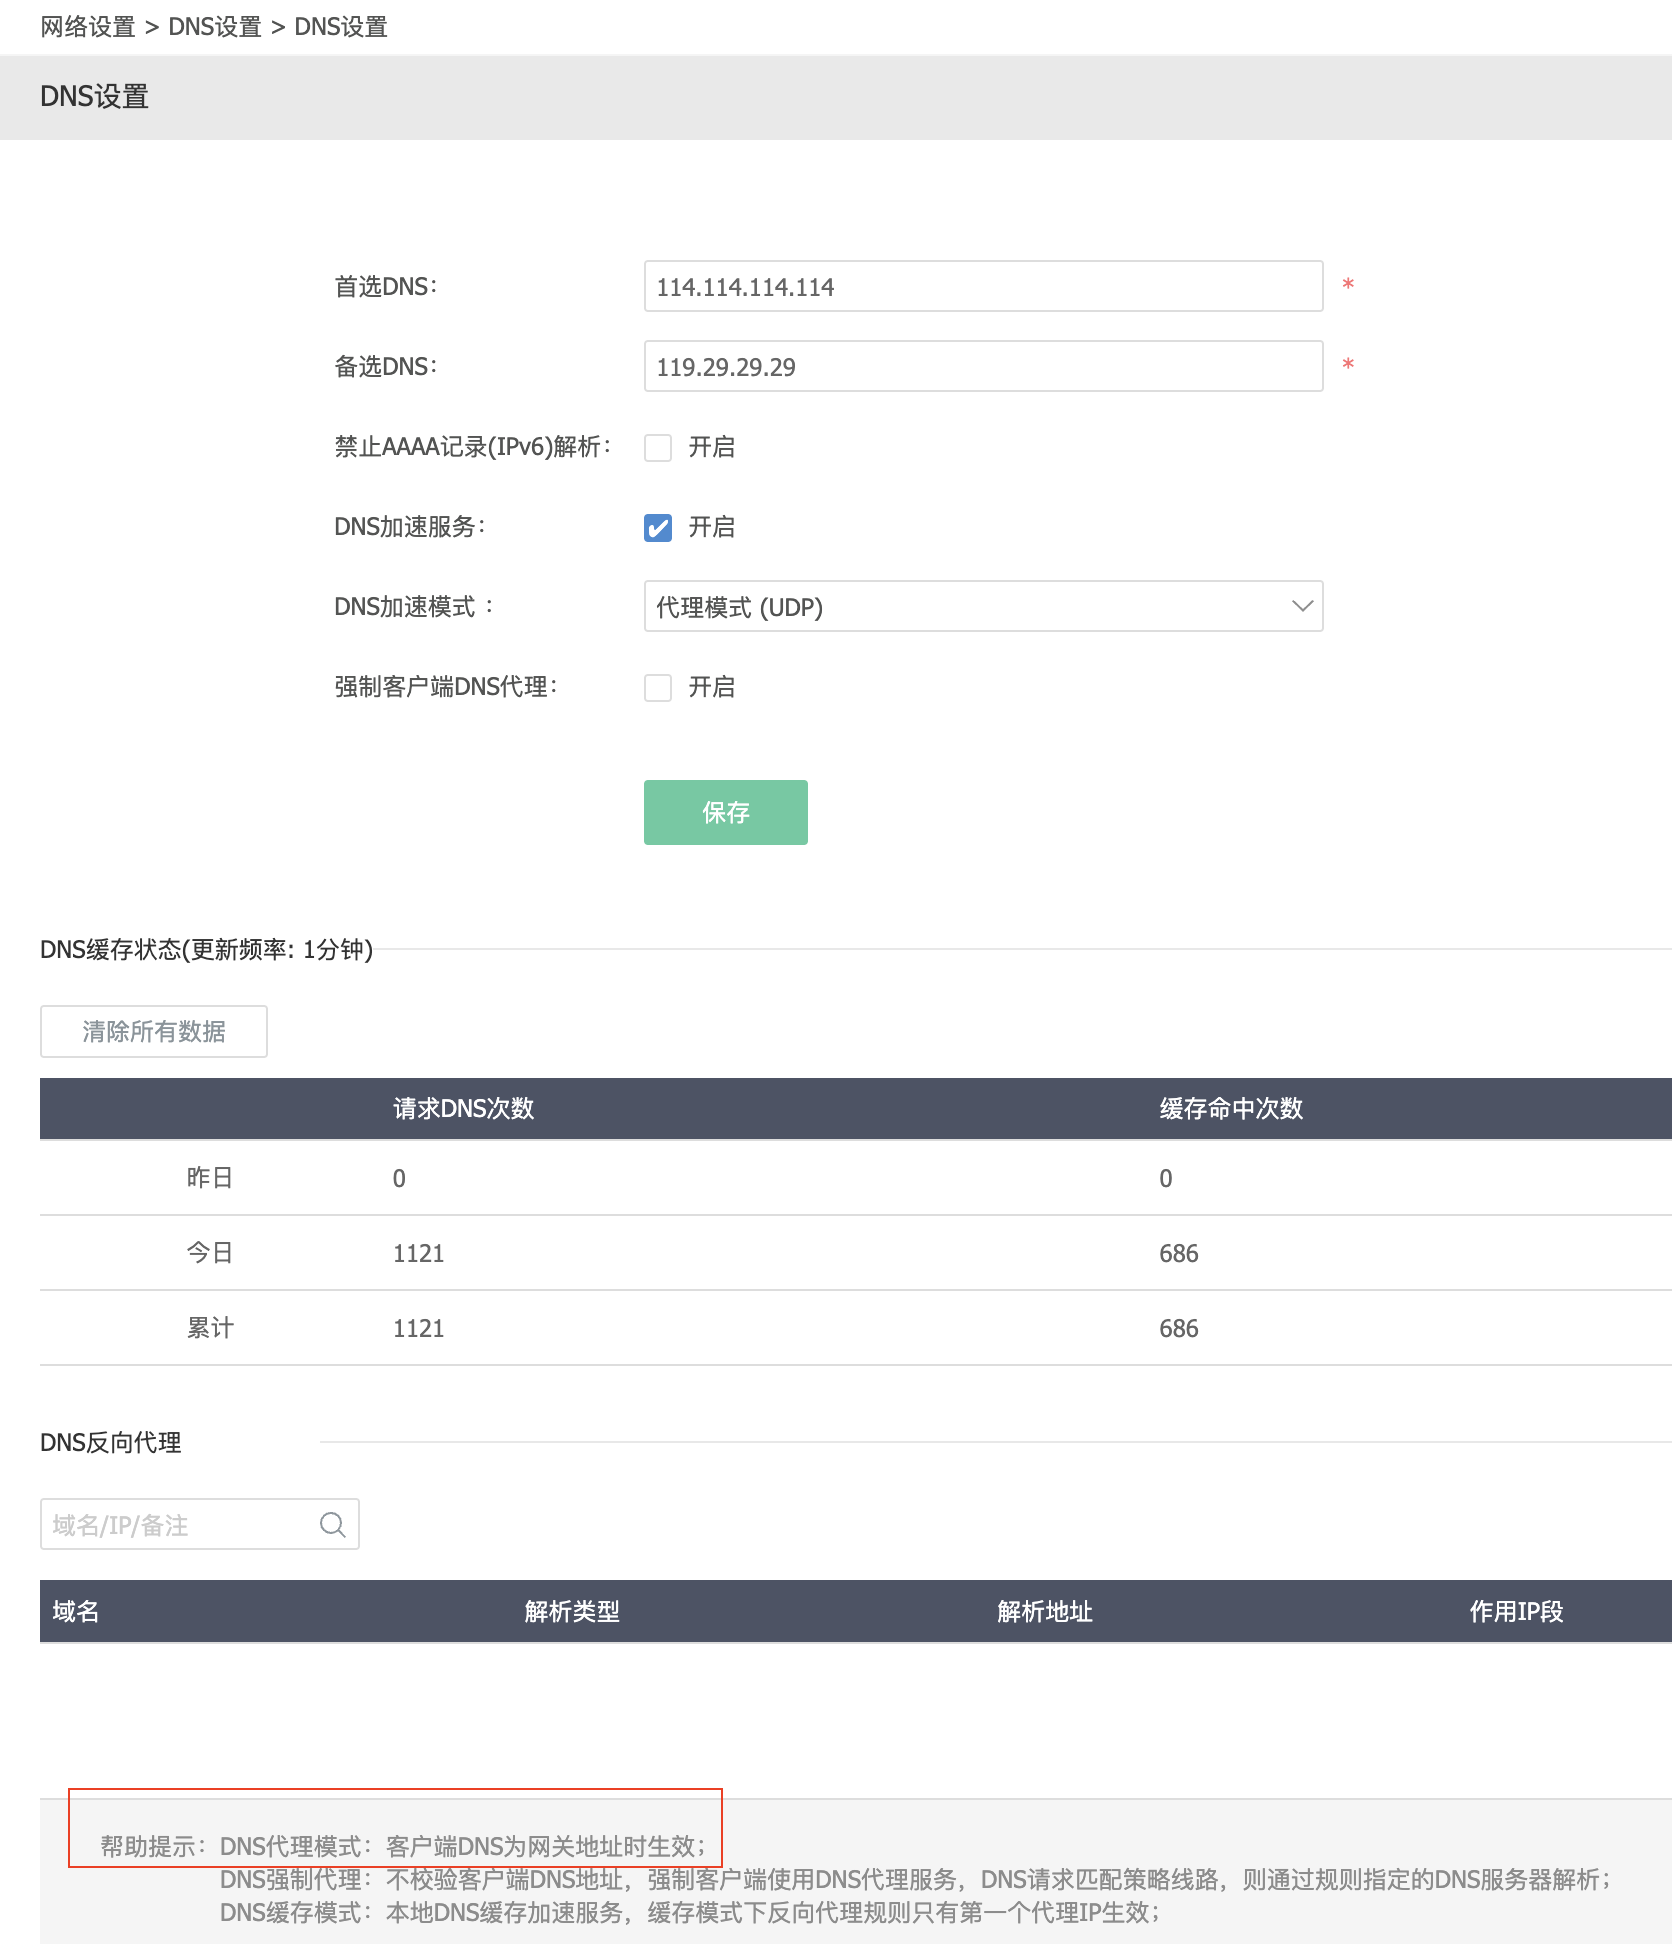 网络设置 > DNS设置 > DNS设置
DNS设置
首选DNS：
114.114.114.114 *
备选DNS：
119.29.29.29 *
禁止AAAA记录(IPv6)解析：
开启
DNS加速服务：
开启
DNS加速模式 ：
代理模式 (UDP)
强制客户端DNS代理：
开启
保存
DNS缓存状态(更新频率: 1分钟)
清除所有数据
请求DNS次数 缓存命中次数
昨日 0 0
今日 1121 686
累计 1121 686
DNS反向代理
域名/IP/备注
域名 解析类型 解析地址 作用IP段
帮助提示：DNS代理模式：客户端DNS为网关地址时生效；
DNS强制代理：不校验客户端DNS地址，强制客户端使用DNS代理服务，DNS请求匹配策略线路，则通过规则指定的DNS服务器解析；
DNS缓存模式：本地DNS缓存加速服务，缓存模式下反向代理规则只有第一个代理IP生效；